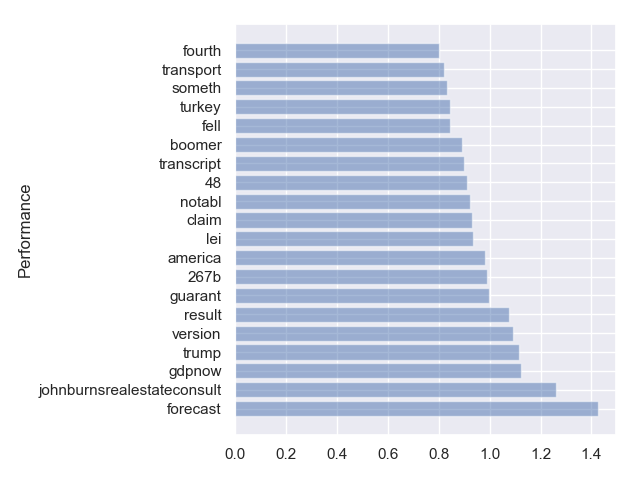 fourth
transport
someth
turkey
fell
boomer
transcript
48
notabl
claim
lei
america
267b
guarant
result
version
trump
gdpnow
johnburnsrealestateconsult
forecast
Performance
0.0 0.2 0.4 0.6 0.8 1.0 1.2 1.4